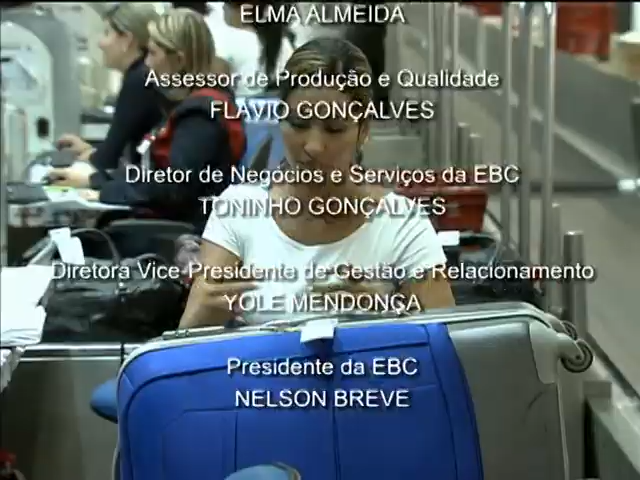 ELMA ALMEIDA
Assessor de Produção e Qualidade
FLÁVIO GONÇALVES
Diretor de Negócios e Serviços da EBC
TONINHO GONÇALVES
Diretora Vice-Presidente de Gestão e Relacionamento
YOLE MENDONÇA
Presidente da EBC
NELSON BREVE